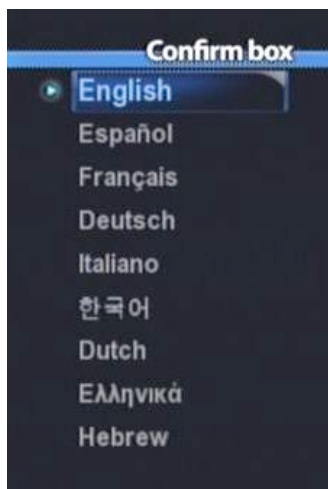 Confirm box
English
Español
Français
Deutsch
Italiano
한국어
Dutch
Ελληνικά
Hebrew